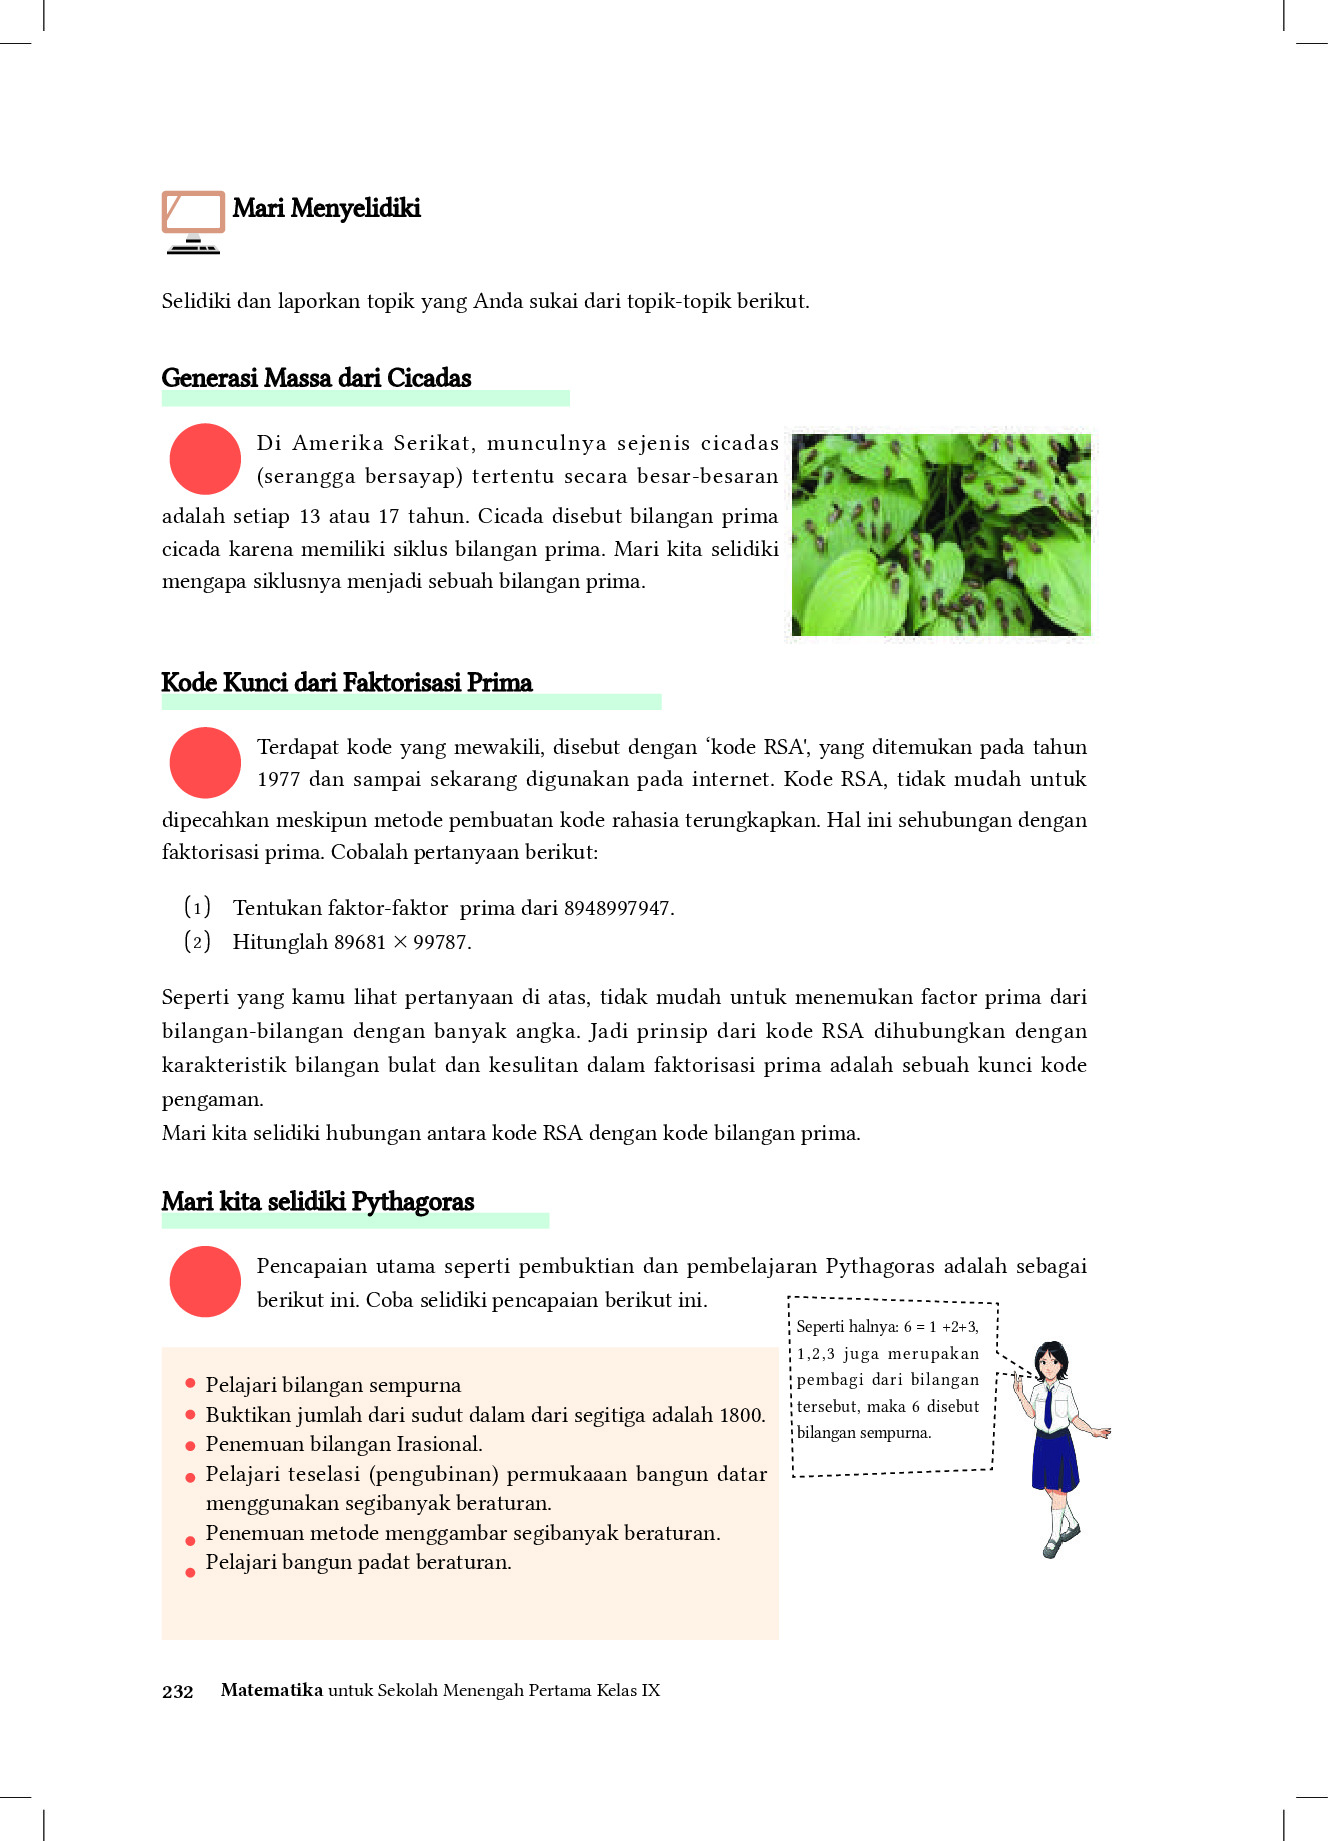 Mari Menyelidiki
Selidiki dan laporkan topik yang Anda sukai dari topik-topik berikut.
Generasi Massa dari Cicadas
Di Amerika Serikat, munculnya sejenis cicadas
(serangga bersayap) tertentu secara besar-besaran
adalah setiap 13 atau 17 tahun. Cicada disebut bilangan prima
cicada karena memiliki siklus bilangan prima. Mari kita selidiki
mengapa siklusnya menjadi sebuah bilangan prima.
Kode Kunci dari Faktorisasi Prima
Terdapat kode yang mewakili, disebut dengan ‘kode RSA', yang ditemukan pada tahun
1977 dan sampai sekarang digunakan pada internet. Kode RSA, tidak mudah untuk
dipecahkan meskipun metode pembuatan kode rahasia terungkapkan. Hal ini sehubungan dengan
faktorisasi prima. Cobalah pertanyaan berikut:
(1) Tentukan faktor-faktor prima dari 8948997947.
(2) Hitunglah 89681 × 99787.
Seperti yang kamu lihat pertanyaan di atas, tidak mudah untuk menemukan factor prima dari
bilangan-bilangan dengan banyak angka. Jadi prinsip dari kode RSA dihubungkan dengan
karakteristik bilangan bulat dan kesulitan dalam faktorisasi prima adalah sebuah kunci kode
pengaman.
Mari kita selidiki hubungan antara kode RSA dengan kode bilangan prima.
Mari kita selidiki Pythagoras
Pencapaian utama seperti pembuktian dan pembelajaran Pythagoras adalah sebagai
berikut ini. Coba selidiki pencapaian berikut ini.
Seperti halnya: 6 = 1 +2+3,
1,2,3 juga merupakan
pembagi dari bilangan
tersebut, maka 6 disebut
bilangan sempurna.
Pelajari bilangan sempurna
Buktikan jumlah dari sudut dalam dari segitiga adalah 1800.
Penemuan bilangan Irasional.
Pelajari teselasi (pengubinan) permukaaan bangun datar
menggunakan segibanyak beraturan.
Penemuan metode menggambar segibanyak beraturan.
Pelajari bangun padat beraturan.
232 Matematika untuk Sekolah Menengah Pertama Kelas IX